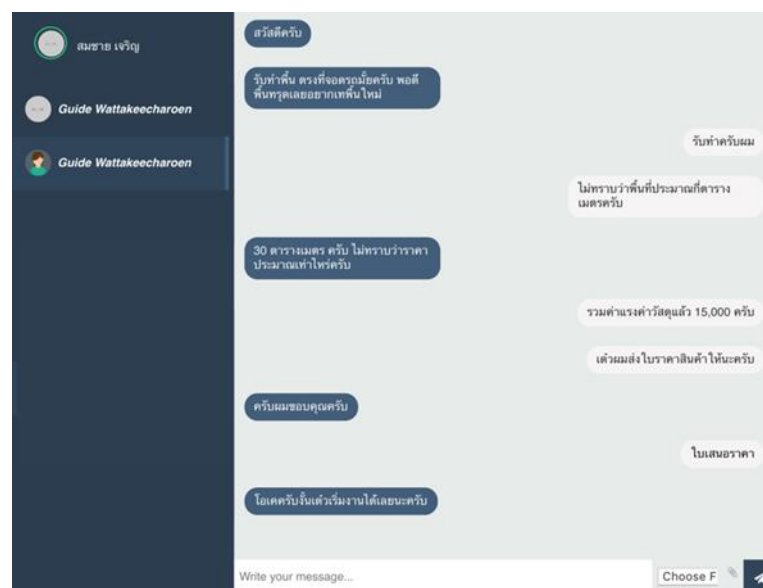 สมชาย เจริญ
Guide Wattakeecharoen
Guide Wattakeecharoen
สวัสดีครับ
รับทำพื้น ตรงที่จอดรถมั้ยครับ พอดี
พื้นทรุดเลยอยากเทพื้นใหม่
รับทำครับผม
ไม่ทราบว่าพื้นที่ประมาณกี่ตาราง
เมตรครับ
30 ตารางเมตร ครับ ไม่ทราบว่าราคา
ประมาณเท่าไหร่ครับ
รวมค่าแรงค่าวัสดุแล้ว 15,000 ครับ
เด๋วผมส่งใบราคาสินค้าให้นะครับ
ครับผมขอบคุณครับ
ใบเสนอราคา
โอเคครับงั้นเด๋วเริ่มงานได้เลยนะครับ
Write your message...
Choose F